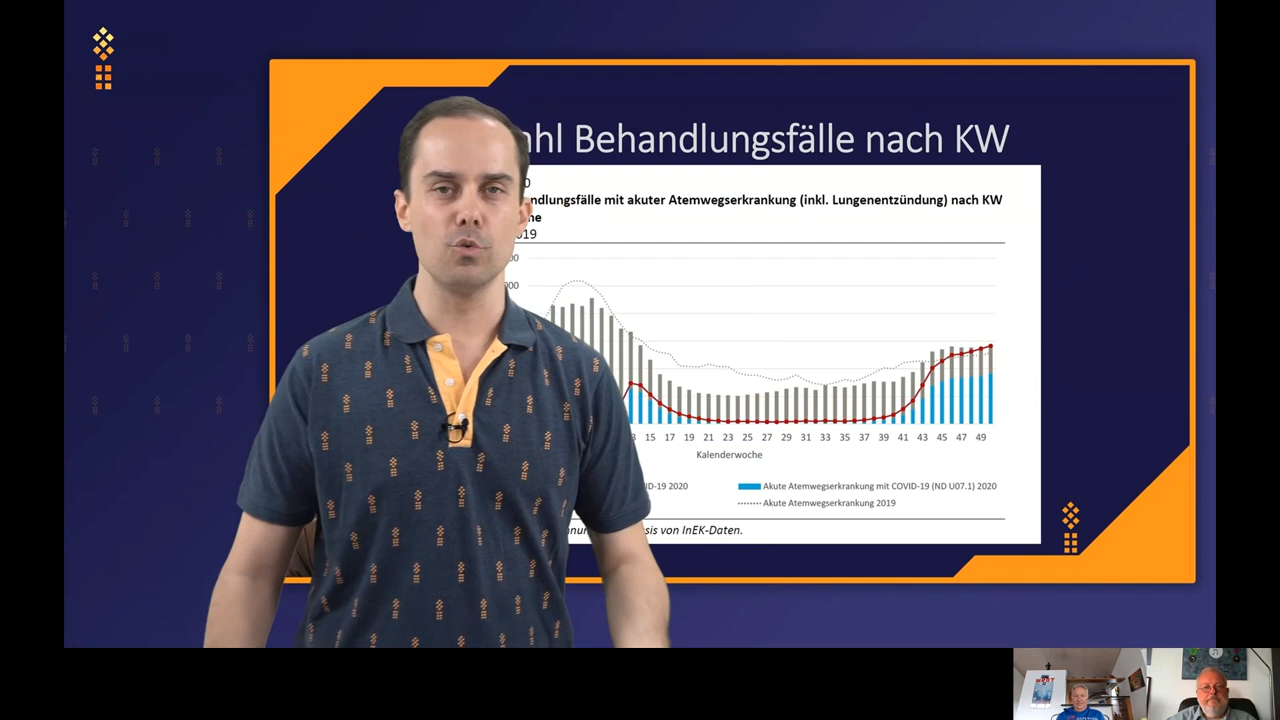 hl Behandlungsfälle nach KW
ndlungsfälle mit akuter Atemwegserkrankung (inkl. Lungenentzündung) nach KW
15 17 19 21 23 25 27 29 31 33 35 37 39 41 43 45 47 49
Kalenderwoche
ID-19 2020
Akute Atemwegserkrankung mit COVID-19 (ND U07.1) 2020
Akute Atemwegserkrankung 2019
sis von InEK-Daten.